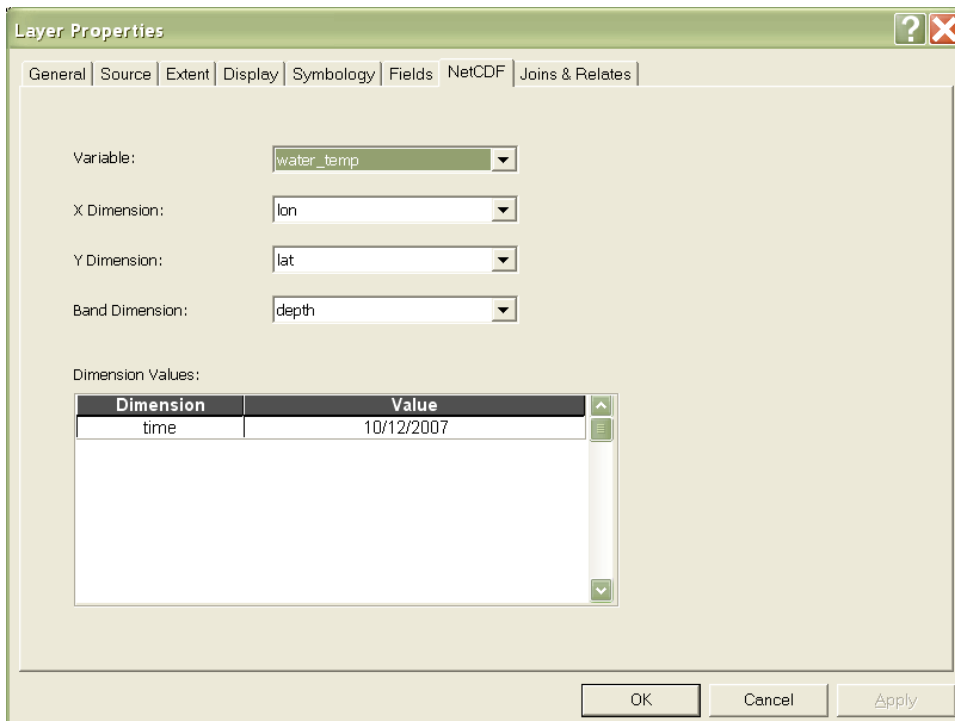 Layer Properties
General Source Extent Display Symbology Fields NetCDF Joins & Relates
Variable: water_temp
X Dimension: lon
Y Dimension: lat
Band Dimension: depth
Dimension Values:
Dimension Value
time 10/12/2007
OK Cancel Apply